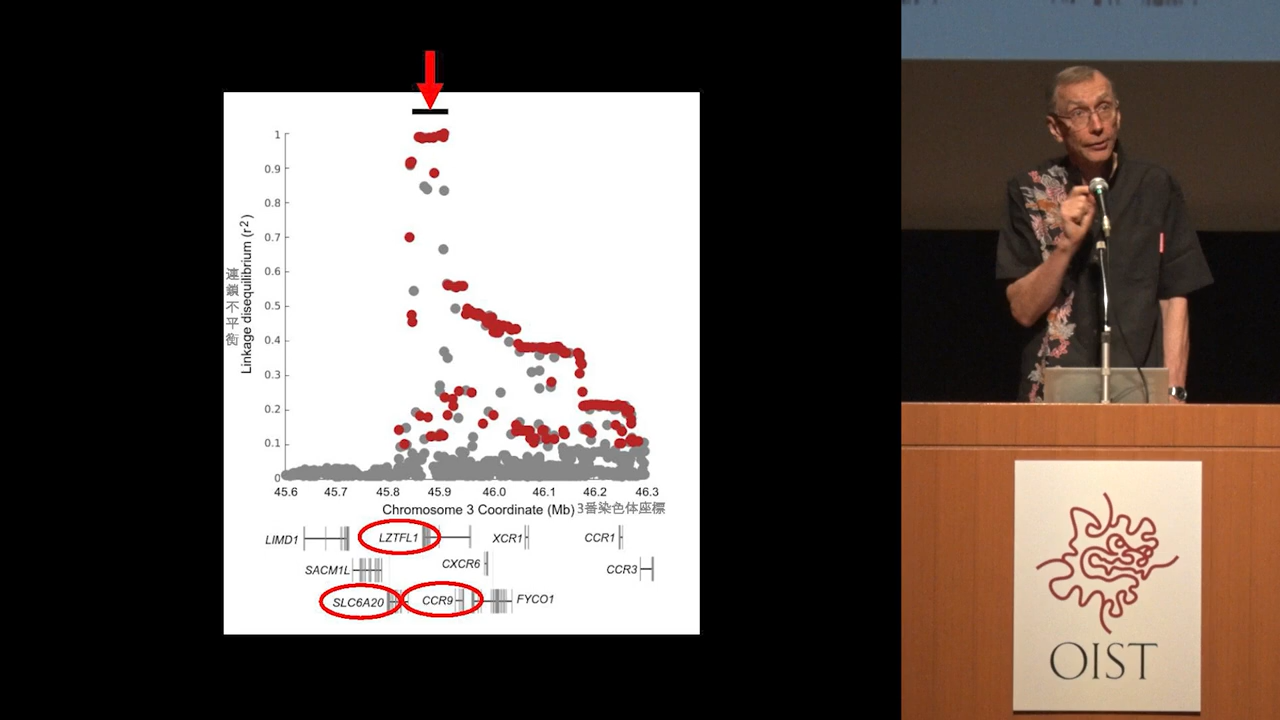 1
0.9
0.8
0.7
0.6
0.5
0.4
0.3
0.2
0.1
0
Linkage disequilibrium (r2)
連鎖不平衡
45.6 45.7 45.8 45.9 46.0 46.1 46.2 46.3
Chromosome 3 Coordinate (Mb) 3番染色体座標
LIMD1 LZTFL1 XCR1 CCR1
SACM1L CXCR6 CCR3
SLC6A20 CCR9 FYCO1
OIST